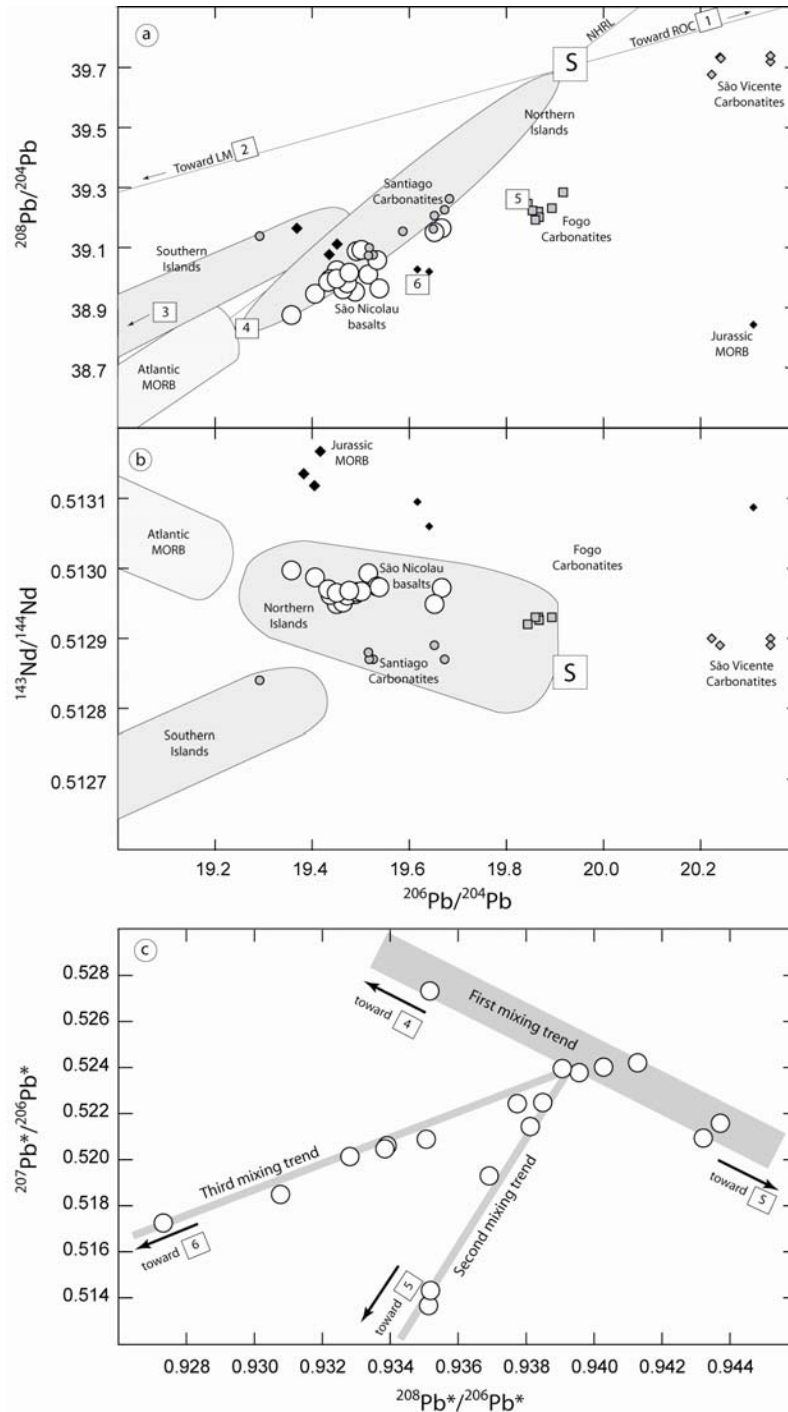 a
1
Toward ROC
NHRL
S
39.7
39.5
39.3
39.1
38.9
38.7
208Pb/204Pb
São Vicente
Carbonatites
Northern
Islands
2
Toward LM
Santiago
Carbonatites
5
Fogo
Carbonatites
Southern
Islands
3
4
6
São Nicolau
basalts
Atlantic
MORB
Jurassic
MORB
b
Jurassic
MORB
0.5131
0.5130
0.5129
0.5128
0.5127
143Nd/144Nd
Atlantic
MORB
Fogo
Carbonatites
São Nicolau
basalts
Northern
Islands
Santiago
Carbonatites
S
São Vicente
Carbonatites
Southern
Islands
19.2 19.4 19.6 19.8 20.0 20.2
206Pb/204Pb
c
0.528
0.526
0.524
0.522
0.520
0.518
0.516
0.514
207Pb*/206Pb*
toward 4
First mixing trend
Third mixing trend
Second mixing trend
toward S
toward 6
toward 5
0.928 0.930 0.932 0.934 0.936 0.938 0.940 0.942 0.944
208Pb*/206Pb*